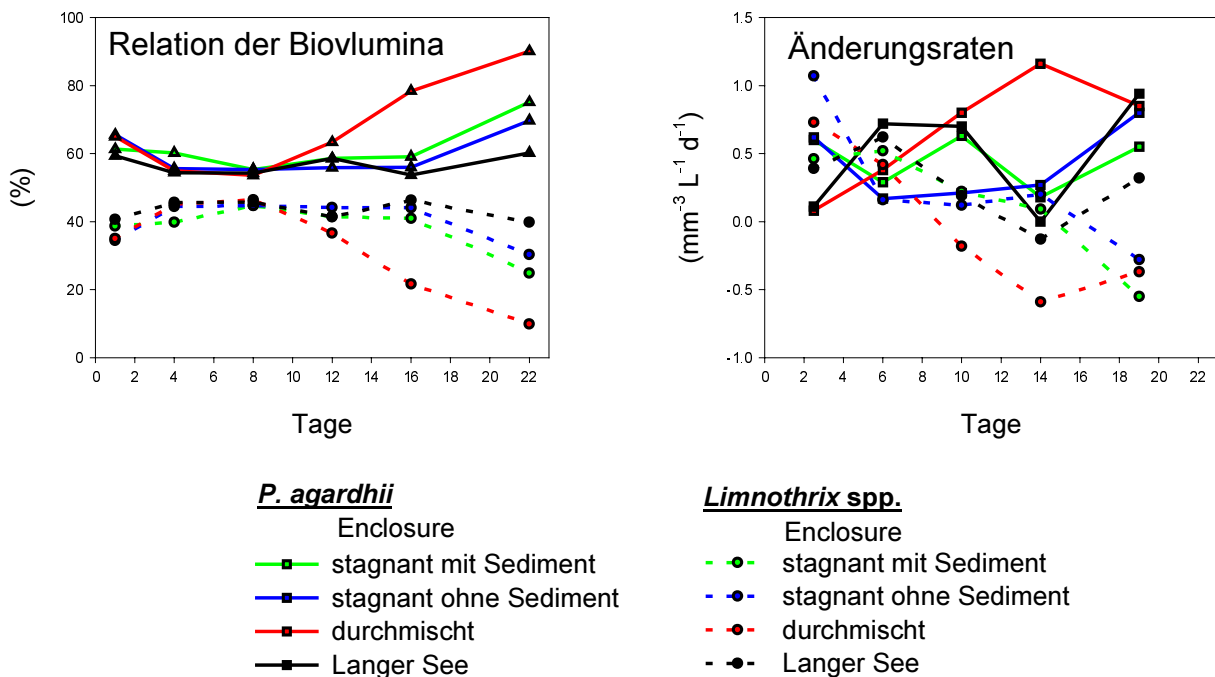 Relation der Biovlumina
100
80
60
40
20
0
(%)
0 2 4 6 8 10 12 14 16 18 20 22
Tage
Änderungsraten
1.5
1.0
0.5
0.0
-0.5
-1.0
(mm⁻³ L⁻¹ d⁻¹)
0 2 4 6 8 10 12 14 16 18 20 22
Tage
P. agardhii
Enclosure
stagnant mit Sediment
stagnant ohne Sediment
durchmischt
Langer See
Limnothrix spp.
Enclosure
stagnant mit Sediment
stagnant ohne Sediment
durchmischt
Langer See